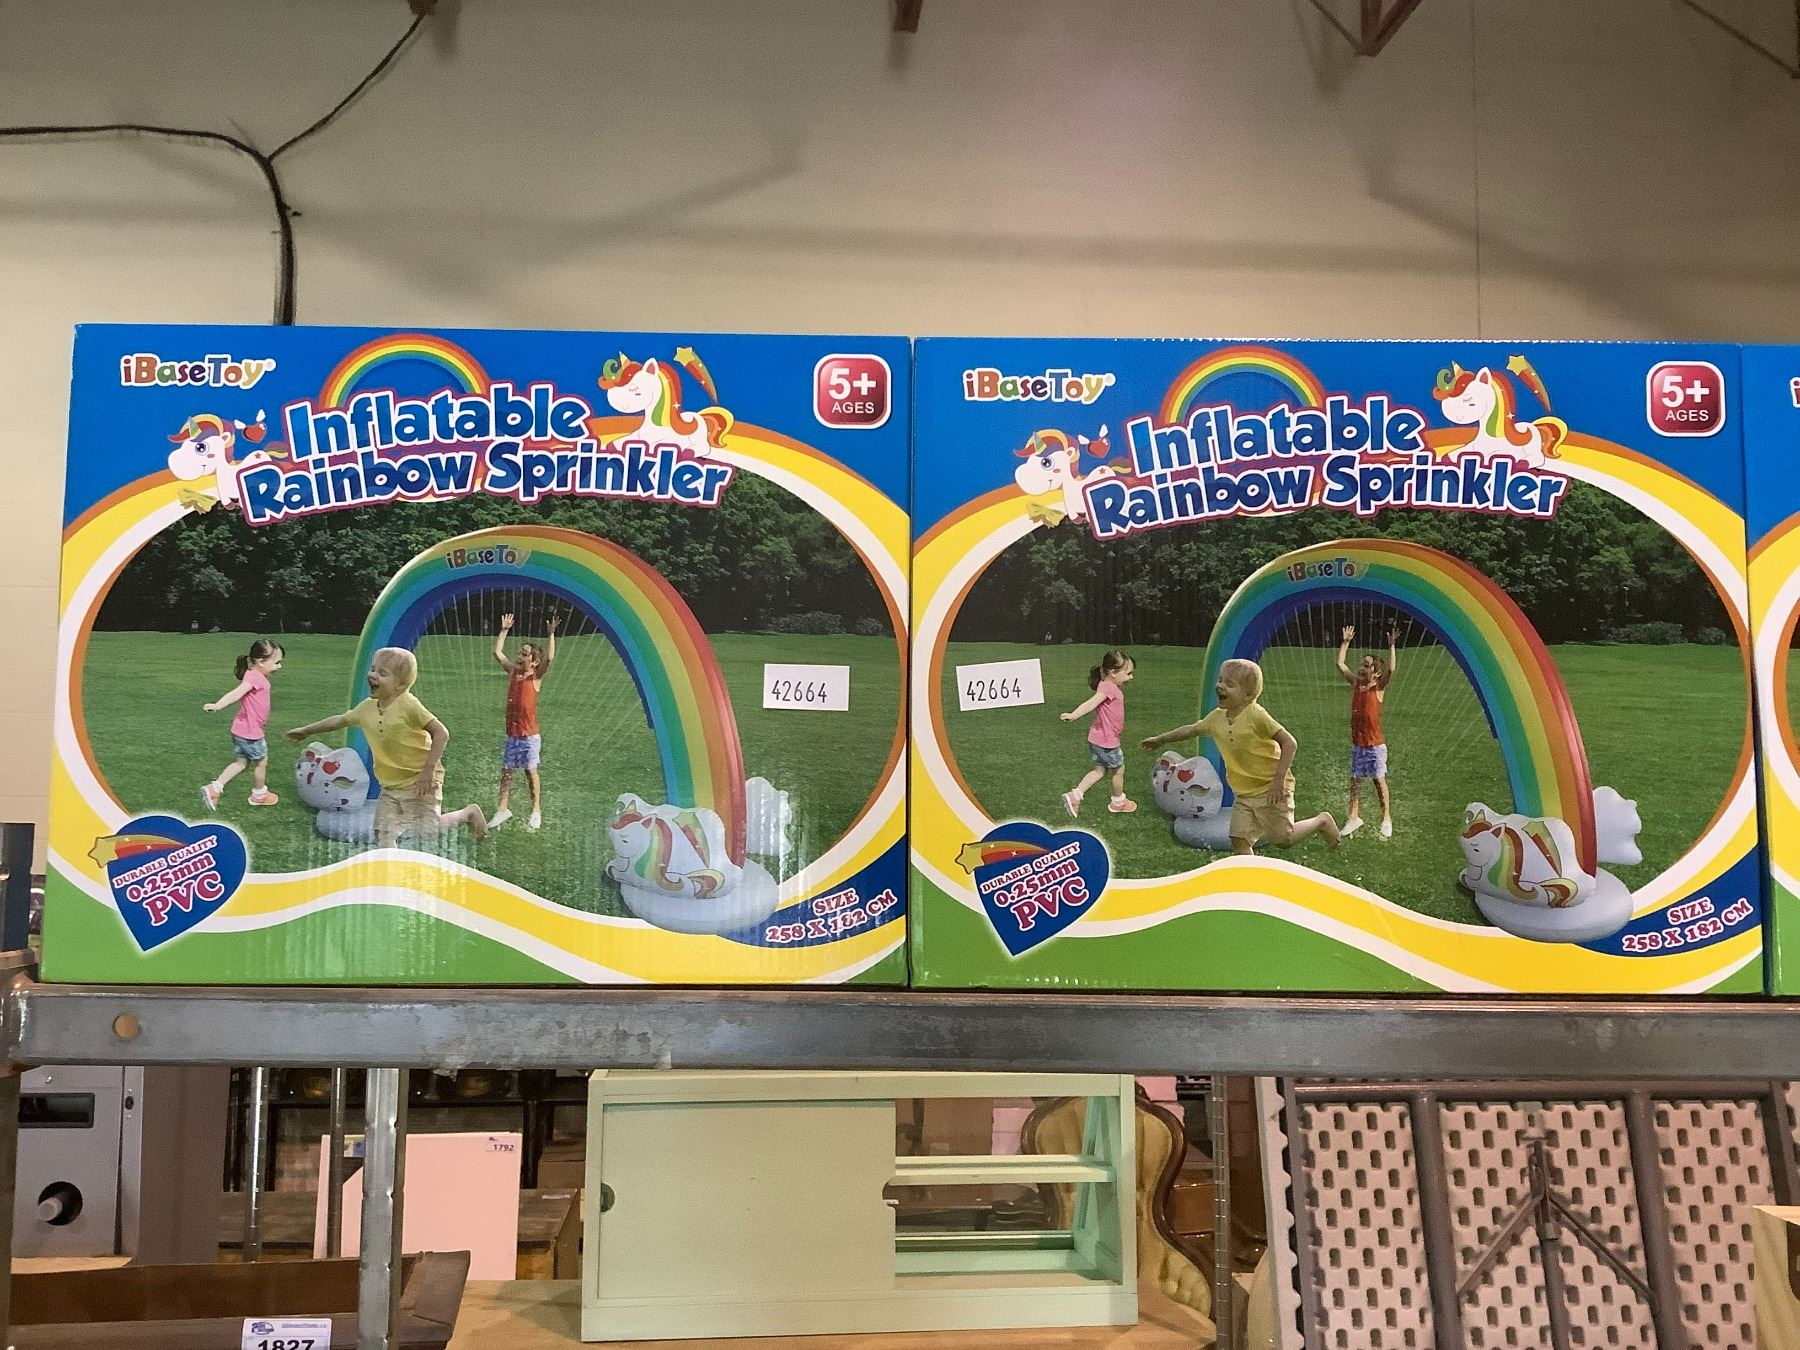 iBaseToy®
Inflatable
Rainbow Sprinkler
5+
AGES
iBaseToy
42664
DURABLE QUALITY
0.25mm
PVC
SIZE
258 X 182 CM
iBaseToy®
Inflatable
Rainbow Sprinkler
5+
AGES
iBaseToy
42664
DURABLE QUALITY
0.25mm
PVC
SIZE
258 X 182 CM
1792
1827